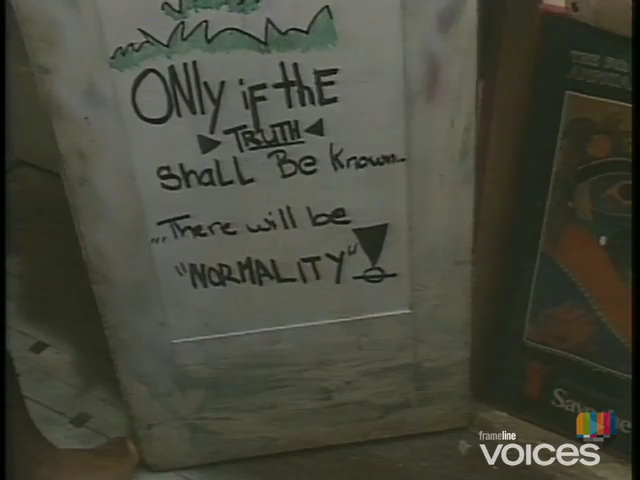 ONLY iF thE
TRUTH
ShaLL Be Known..
...There will be
"NORMALITY"
frameline
VOICES